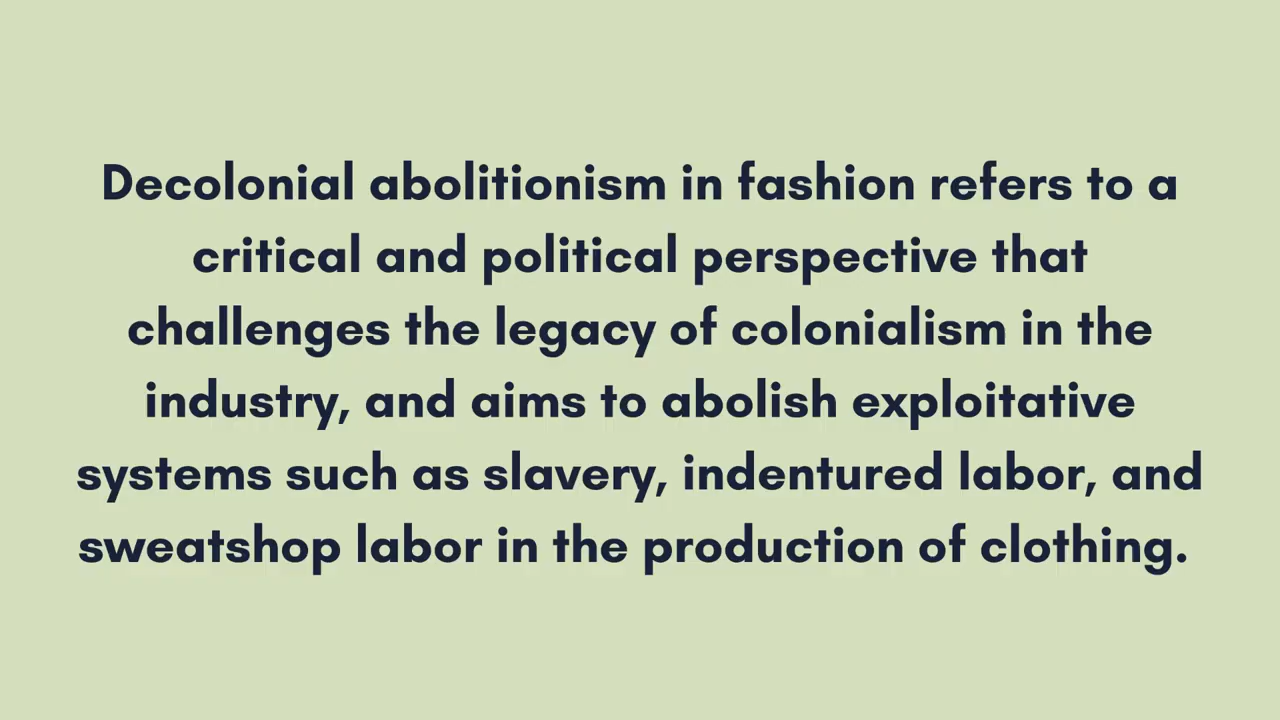 Decolonial abolitionism in fashion refers to a
critical and political perspective that
challenges the legacy of colonialism in the
industry, and aims to abolish exploitative
systems such as slavery, indentured labor, and
sweatshop labor in the production of clothing.